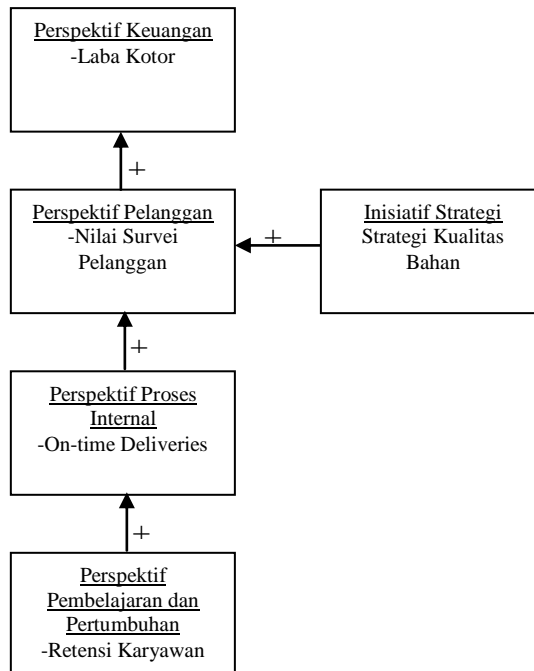 Perspektif Keuangan
-Laba Kotor
+
Perspektif Pelanggan
-Nilai Survei
Pelanggan
+
Inisiatif Strategi
Strategi Kualitas
Bahan
+
Perspektif Proses
Internal
-On-time Deliveries
+
Perspektif
Pembelajaran dan
Pertumbuhan
-Retensi Karyawan